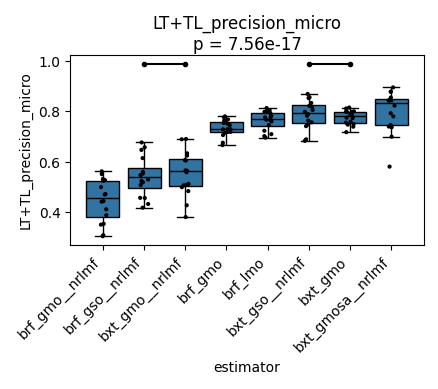 LT+TL_precision_micro
p = 7.56e-17
LT+TL_precision_micro
1.0
0.8
0.6
0.4
brf_gmo__nrlmf
brf_gso__nrlmf
bxt_gmo__nrlmf
brf_gmo
brf_lmo
bxt_gso__nrlmf
bxt_gmo
bxt_gmosa__nrlmf
estimator